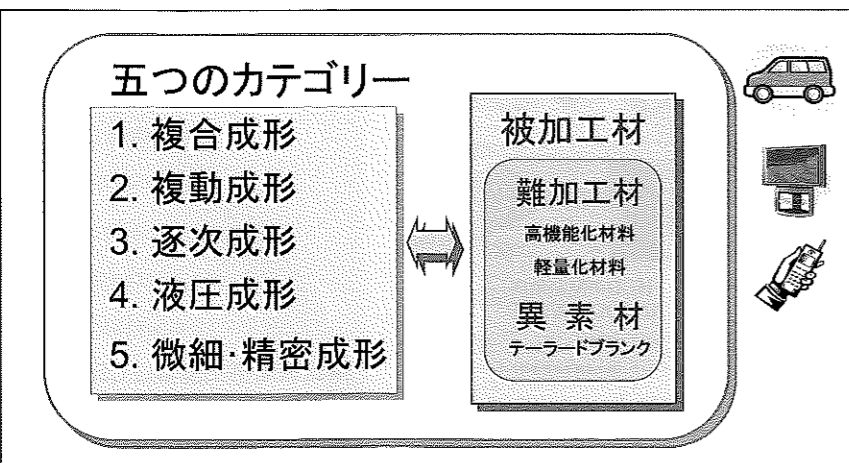 五つのカテゴリー
1. 複合成形
2. 複動成形
3. 逐次成形
4. 液圧成形
5. 微細･精密成形
被加工材
難加工材
高機能化材料
軽量化材料
異 素 材
テーラードブランク